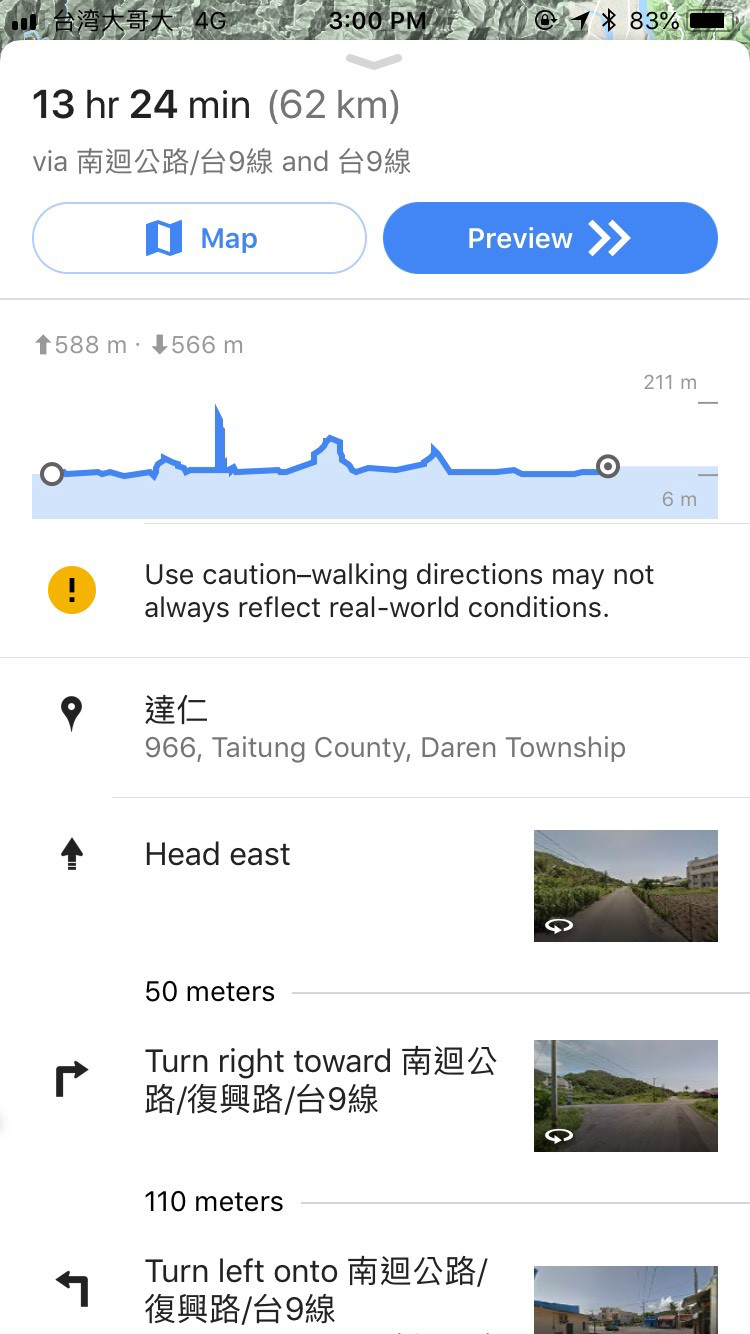 台湾大哥大 4G 3:00 PM 83%
13 hr 24 min (62 km)
via 南迴公路/台9線 and 台9線
Map
Preview
588 m · 566 m
211 m
6 m
!
Use caution–walking directions may not
always reflect real-world conditions.
達仁
966, Taitung County, Daren Township
Head east
50 meters
Turn right toward 南迴公
路/復興路/台9線
110 meters
Turn left onto 南迴公路/
復興路/台9線